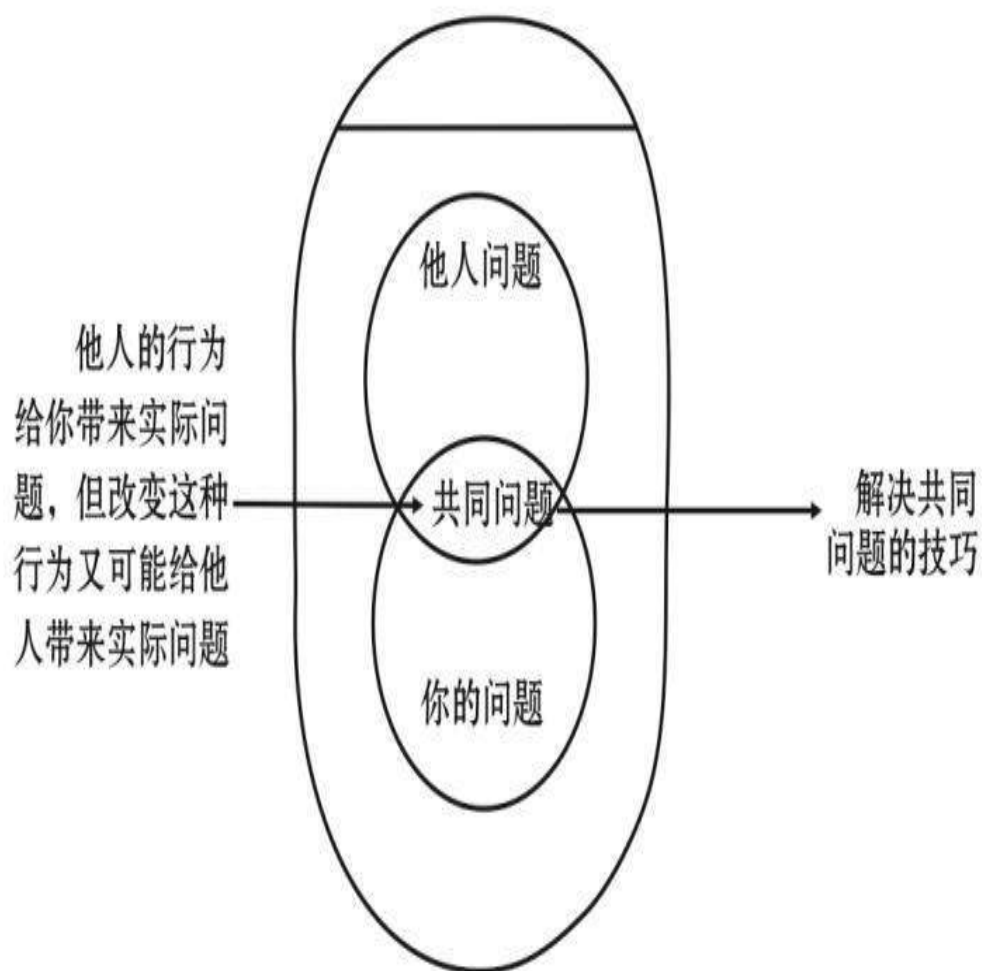 他人问题
他人的行为
给你带来实际问
题，但改变这种
行为又可能给他
人带来实际问题
共同问题
解决共同
问题的技巧
你的问题